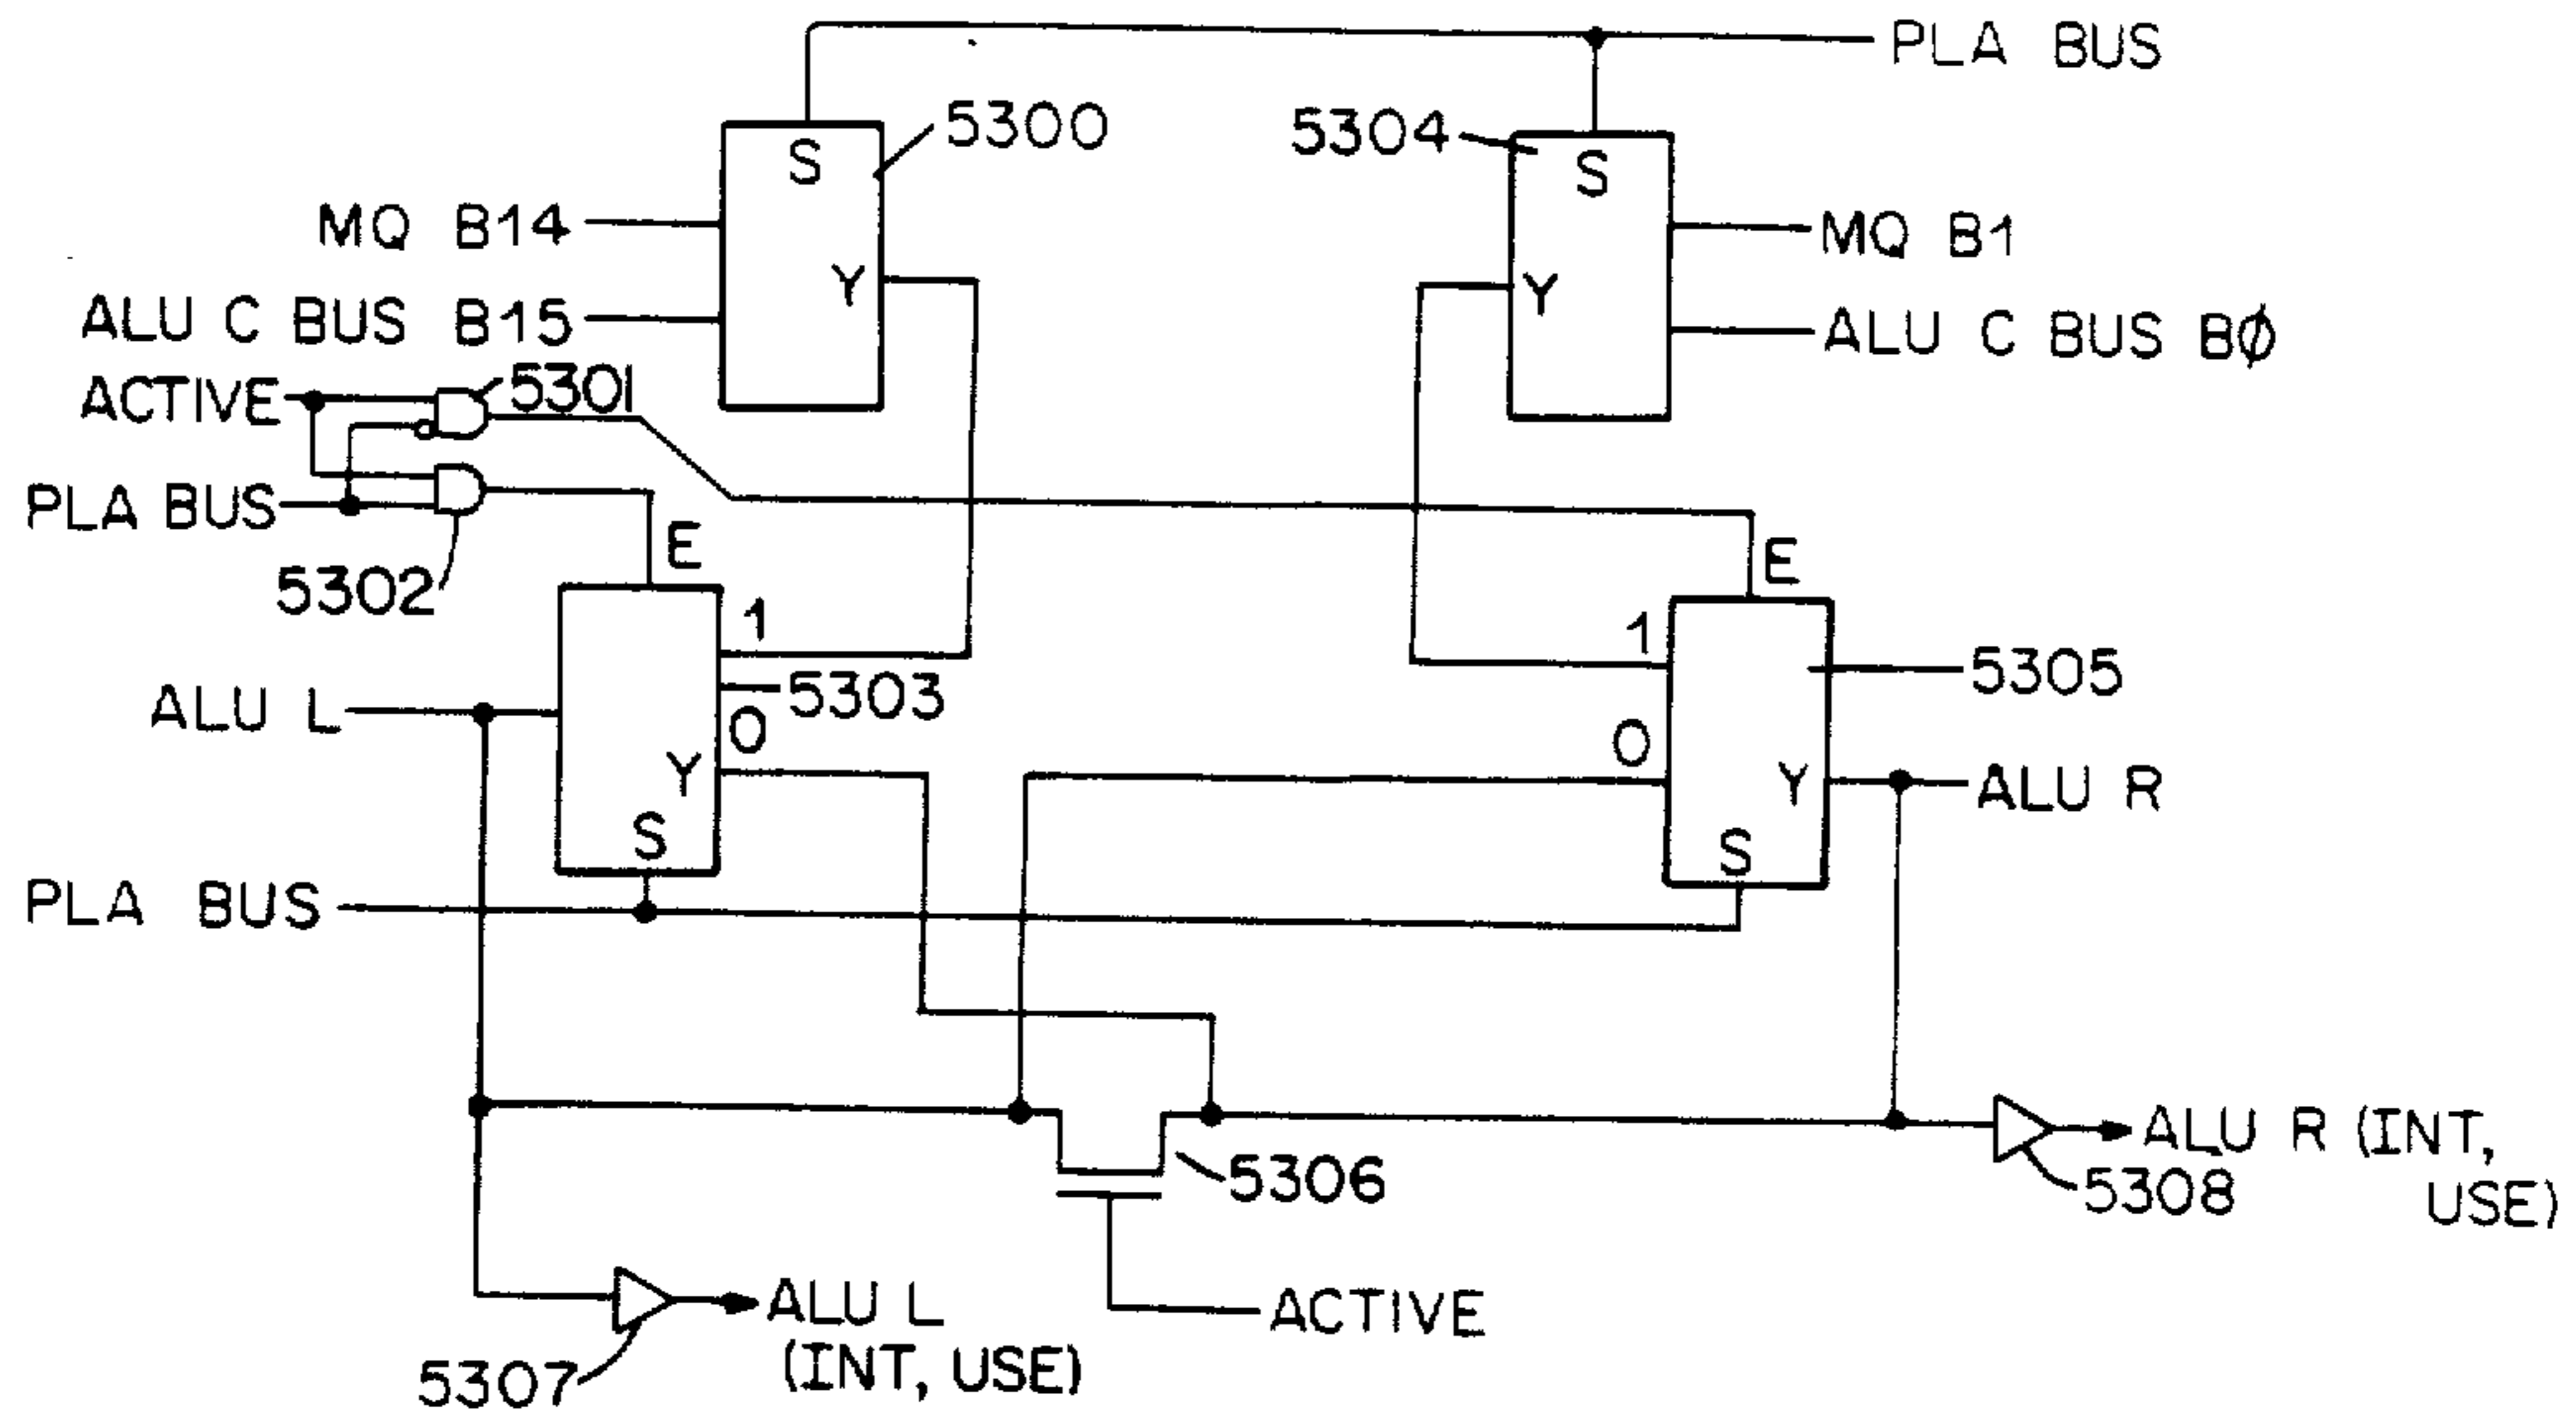 PLA BUS
S
5300
5304
S
MQ B14
Y
MQ B1
Y
ALU C BUS B15
ALU C BUS BØ
ACTIVE
5301
PLA BUS
5302
E
E
1
1
5303
5305
ALU L
0
0
Y
Y
ALU R
S
S
PLA BUS
5306
ALU R (INT,
USE)
5308
ALU L
(INT, USE)
ACTIVE
5307